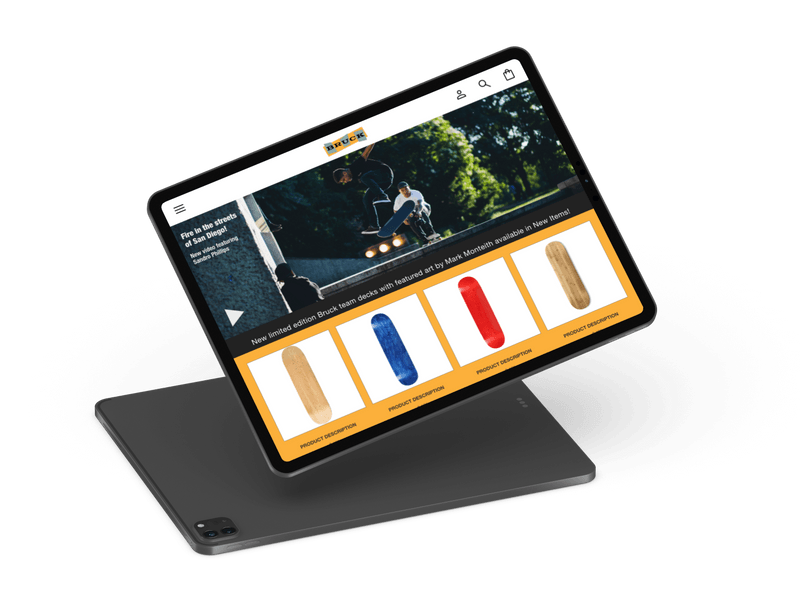 BRUCK
Fire in the streets
of San Diego!
New video featuring
Sandro Phillips
New limited edition Bruck team decks with featured art by Mark Monteith available in New Items!
PRODUCT DESCRIPTION
PRODUCT DESCRIPTION
PRODUCT DESCRIPTION
PRODUCT DESCRIPTION